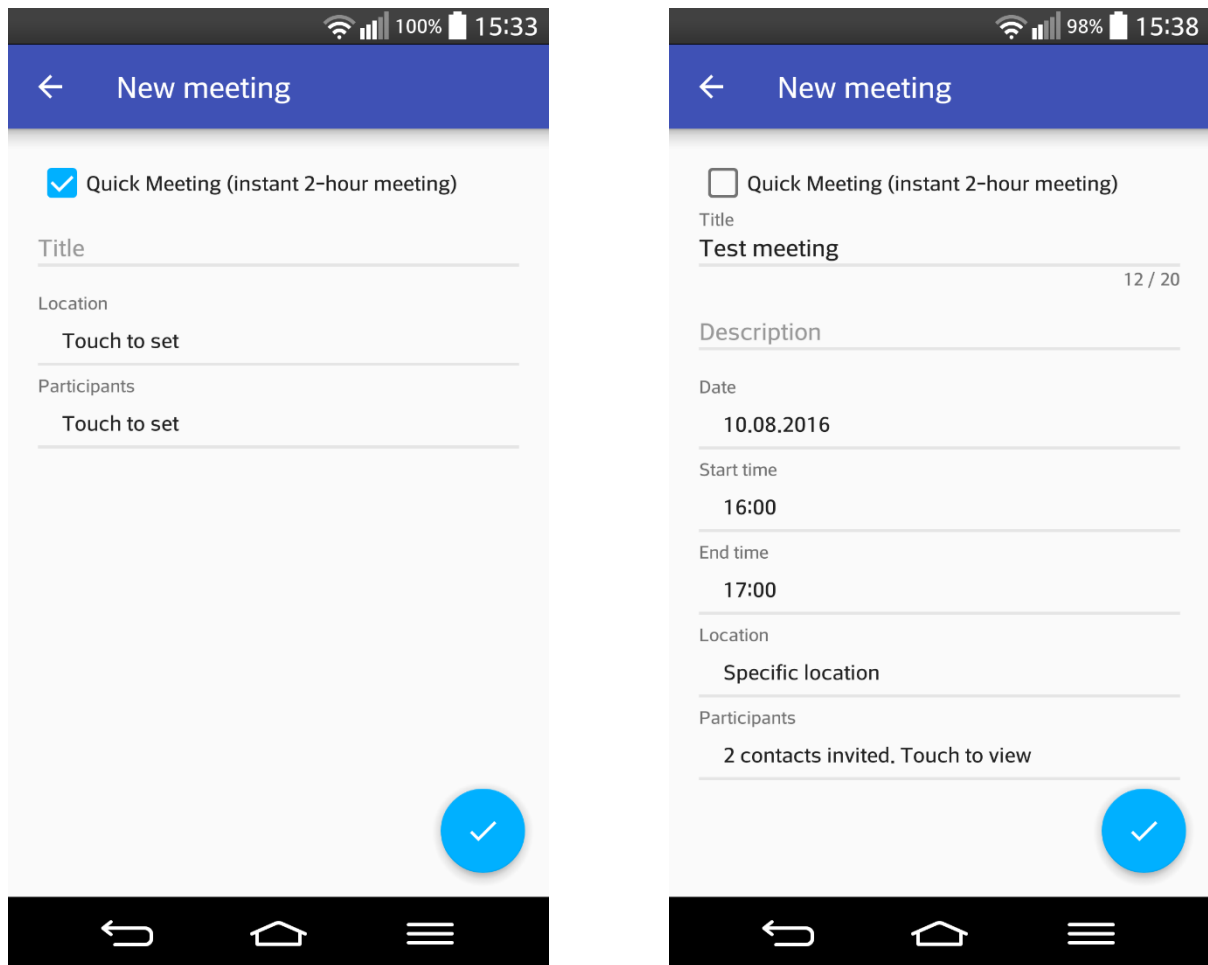 100% 15:33
New meeting
Quick Meeting (instant 2-hour meeting)
Title
Location
Touch to set
Participants
Touch to set
98% 15:38
New meeting
Quick Meeting (instant 2-hour meeting)
Title
Test meeting
12 / 20
Description
Date
10.08.2016
Start time
16:00
End time
17:00
Location
Specific location
Participants
2 contacts invited. Touch to view